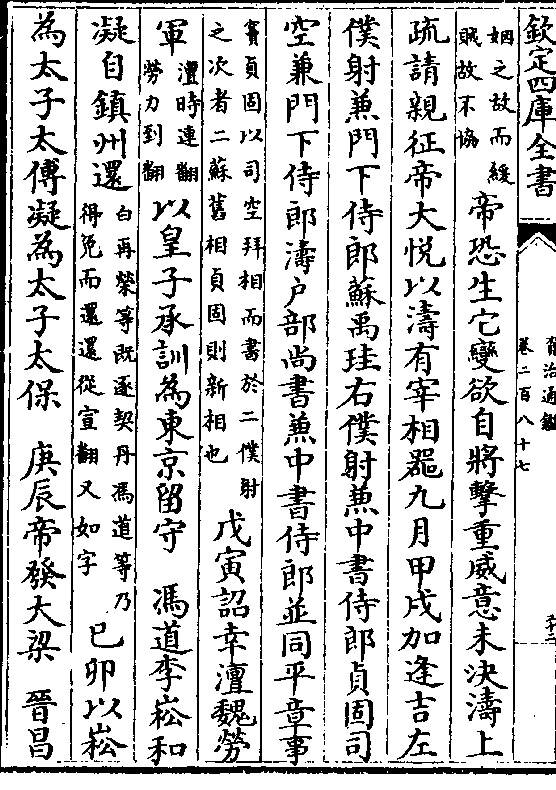 欽定四庫全書
資治通鑑
卷二百八十七
姻之故而緩
賊故不協
帝恐生它變欲自將擊重威意未決濤上
疏請親征帝大悅以濤有宰相器九月甲戌加逢吉左
僕射兼門下侍郎蘇禹珪右僕射兼中書侍郎貞固司
空兼門下侍郎濤戶部尚書兼中書侍郎並同平章事
竇貞固以司空拜相而書於二僕射
之次者二蘇舊相貞固則新相也
戊寅詔幸澶魏勞
軍
澶時連翻
勞力到翻
以皇子承訓為東京留守　馮道李崧和
凝自鎮州還
白再榮等既逐契丹馮道等乃
得免而還還從宣翻又如字
己卯以崧
為太子太傅凝為太子太保　庚辰帝發大梁　晉昌